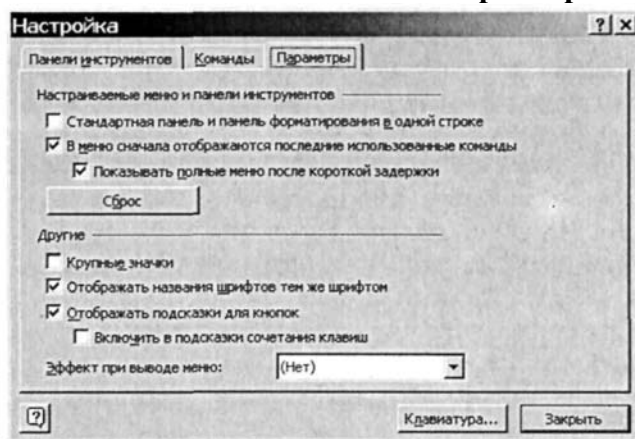 Настройка
Панели инструментов Команды Параметры
Настраиваемые меню и панели инструментов
Стандартная панель и панель форматирования в одной строке
В меню сначала отображаются последние использованные команды
Показывать полные меню после короткой задержки
Сброс
Другие
Крупные значки
Отображать названия шрифтов тем же шрифтом
Отображать подсказки для кнопок
Включить в подсказки сочетания клавиш
Эффект при выводе меню: (Нет)
Клавиатура... Закрыть